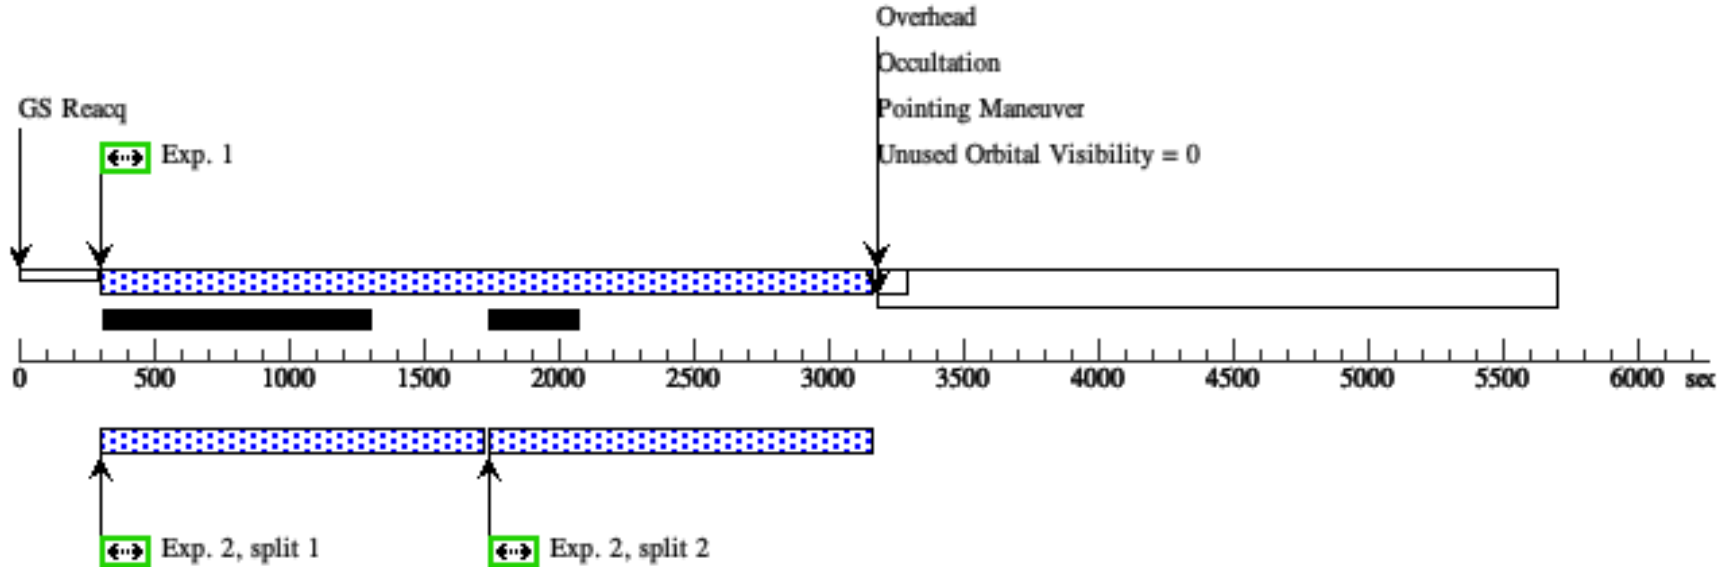 Overhead
Occultation
GS Reacq
Pointing Maneuver
Exp. 1
Unused Orbital Visibility = 0
0 500 1000 1500 2000 2500 3000 3500 4000 4500 5000 5500 6000 sec
Exp. 2, split 1
Exp. 2, split 2